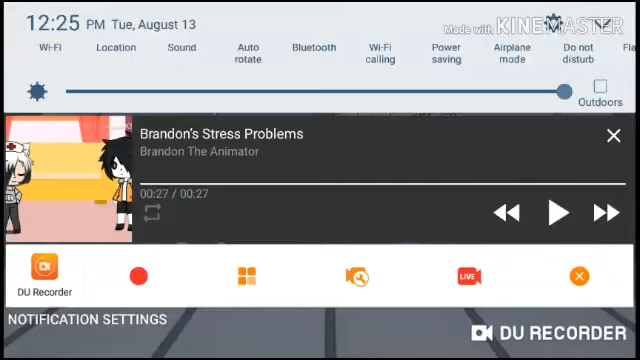 12:25 PM Tue, August 13
Made with KINEMASTER
Wi-Fi
Location
Sound
Auto rotate
Bluetooth
Wi-Fi calling
Power saving
Airplane mode
Do not disturb
Fla
Outdoors
Brandon's Stress Problems
Brandon The Animator
00:27 / 00:27
DU Recorder
LIVE
NOTIFICATION SETTINGS
DU RECORDER